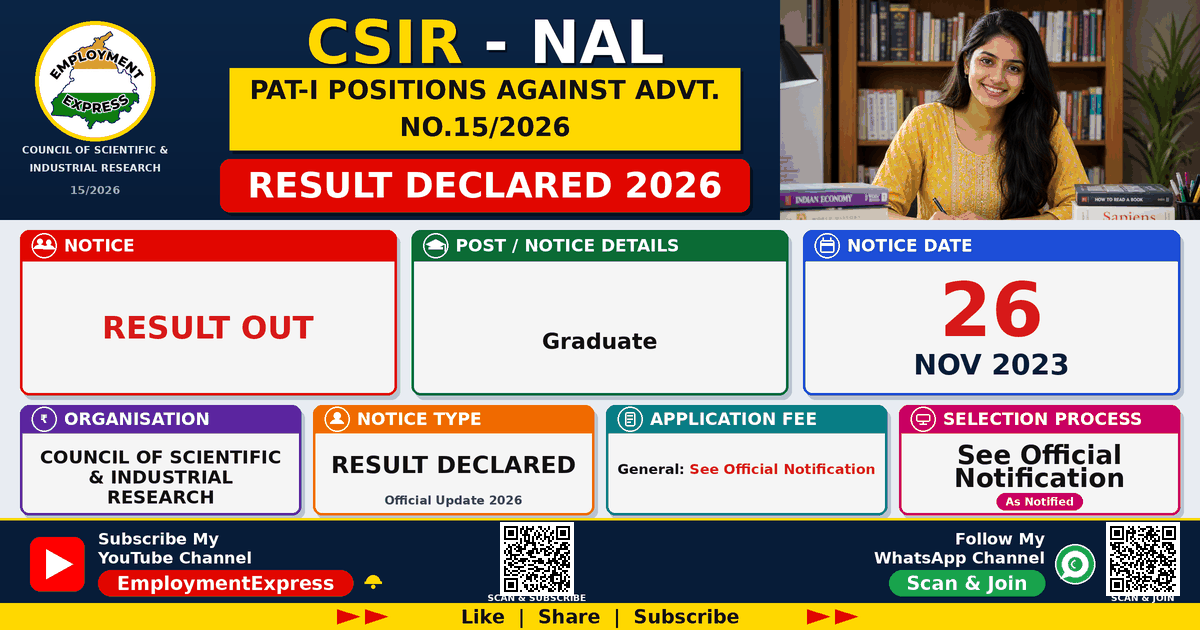 EMPLOYMENT
EXPRESS
COUNCIL OF SCIENTIFIC &
INDUSTRIAL RESEARCH
15/2026
CSIR - NAL
PAT-I POSITIONS AGAINST ADVT.
NO.15/2026
RESULT DECLARED 2026
INDIAN ECONOMY
WORLD HISTORY
HOW TO READ A BOOK
Sapiens
NOTICE
RESULT OUT
POST / NOTICE DETAILS
Graduate
NOTICE DATE
26
NOV 2023
₹ ORGANISATION
COUNCIL OF SCIENTIFIC
& INDUSTRIAL
RESEARCH
NOTICE TYPE
RESULT DECLARED
Official Update 2026
APPLICATION FEE
General: See Official Notification
SELECTION PROCESS
See Official
Notification
As Notified
Subscribe My
YouTube Channel
EmploymentExpress
SCAN & SUBSCRIBE
Follow My
WhatsApp Channel
Scan & Join
SCAN & JOIN
Like | Share | Subscribe